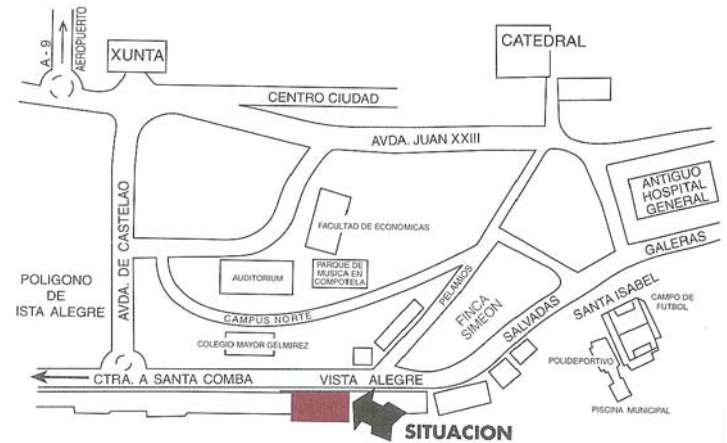 A - 9
AEROPUERTO
XUNTA
CATEDRAL
CENTRO CIUDAD
AVDA. JUAN XXIII
ANTIGUO
HOSPITAL
GENERAL
FACULTAD DE ECONOMICAS
GALERAS
AVDA. DE CASTELAO
POLIGONO
DE
ISTA ALEGRE
AUDITORIUM
PARQUE DE
MUSICA EN
COMPOTELA
PELAMIOS
FINCA
SIMEON
SALVADAS
SANTA ISABEL
CAMPO DE
FUTBOL
CAMPUS NORTE
COLEGIO MAYOR GELMIREZ
POLIDEPORTIVO
CTRA. A SANTA COMBA
VISTA ALEGRE
PISCINA MUNICIPAL
SITUACION